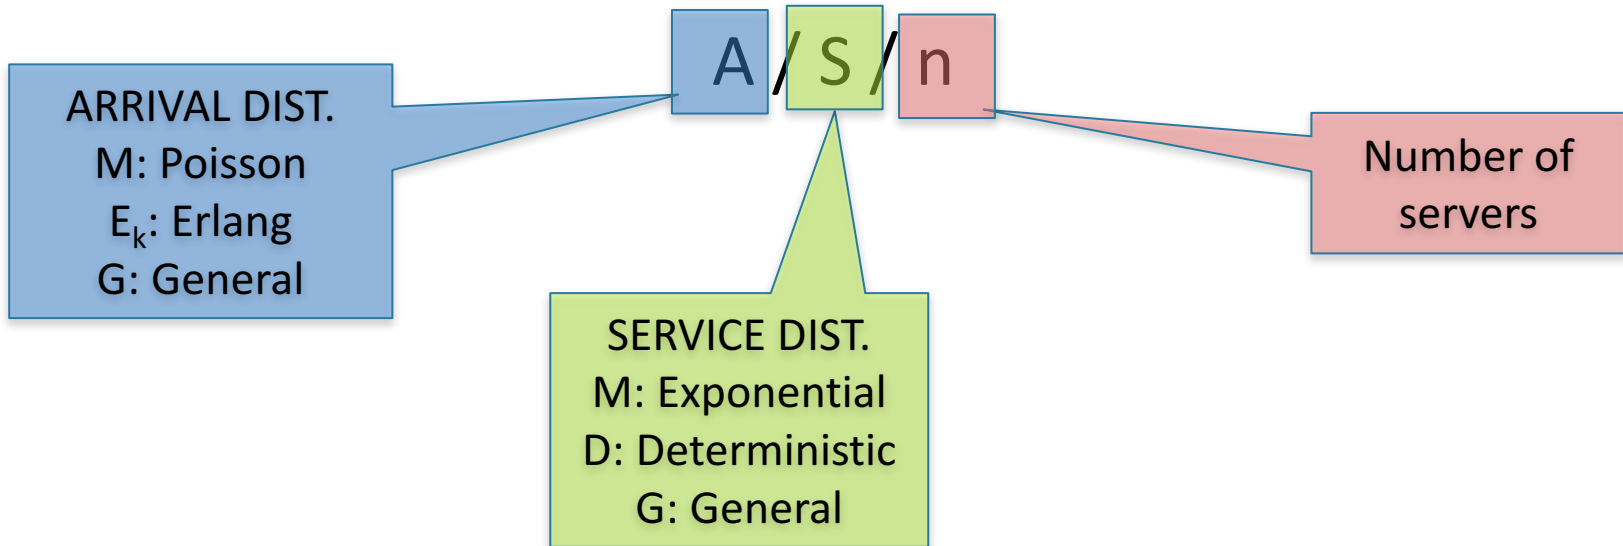 A / S / n
ARRIVAL DIST.
M: Poisson
Eₖ: Erlang
G: General
SERVICE DIST.
M: Exponential
D: Deterministic
G: General
Number of
servers